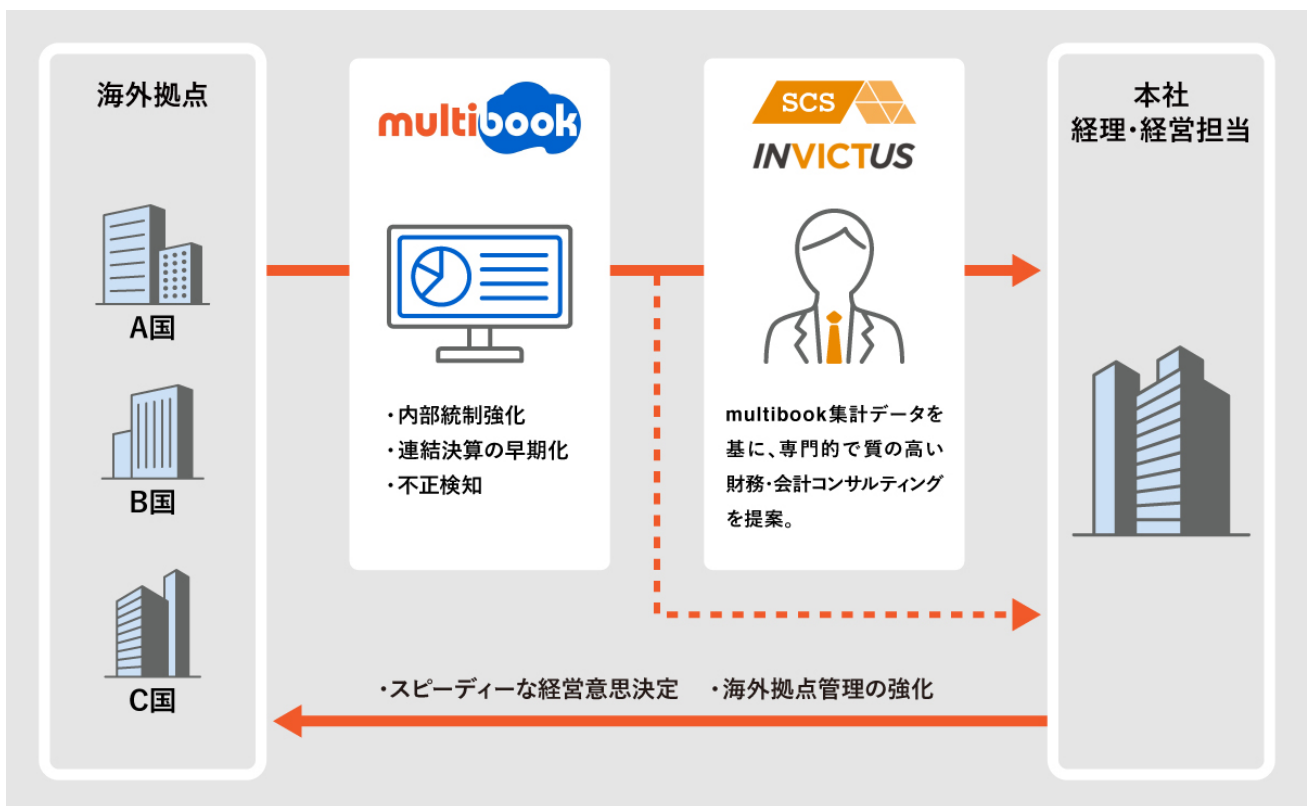 海外拠点
A国
B国
C国
multibook
・内部統制強化
・連結決算の早期化
・不正検知
SCS
INVICTUS
multibook集計データを
基に、専門的で質の高い
財務・会計コンサルティング
を提案。
本社
経理・経営担当
・スピーディーな経営意思決定 ・海外拠点管理の強化